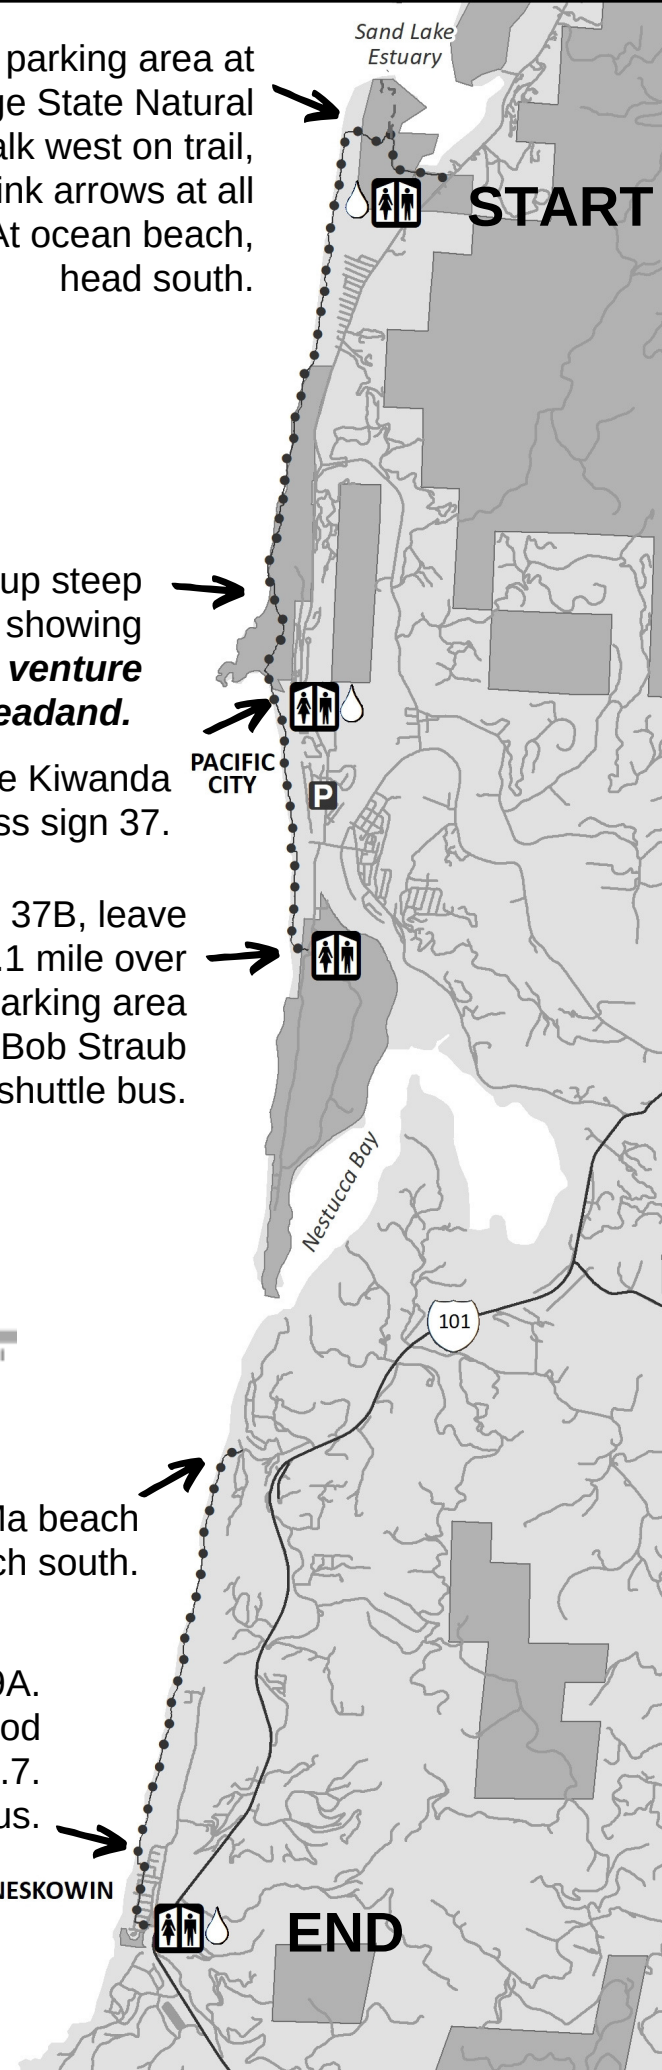 Sand Lake
Estuary
parking area at
ge State Natural
alk west on trail,
ink arrows at all
At ocean beach,
head south.
START
up steep
showing
venture
eadand.
PACIFIC
CITY
e Kiwanda
ss sign 37.
P
37B, leave
.1 mile over
arking area
Bob Straub
shuttle bus.
Nestucca Bay
101
Ma beach
ch south.
9A.
od
.7.
us.
NESKOWIN
END